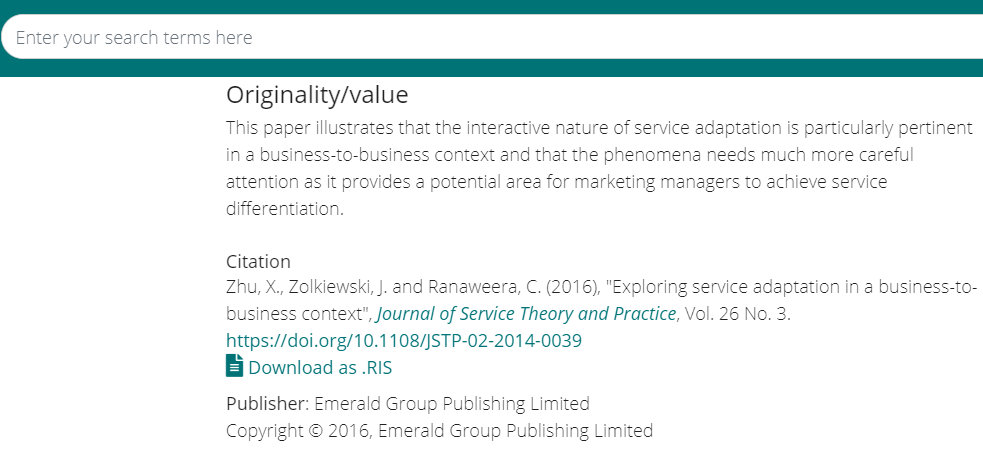 Enter your search terms here
Originality/value
This paper illustrates that the interactive nature of service adaptation is particularly pertinent
in a business-to-business context and that the phenomena needs much more careful
attention as it provides a potential area for marketing managers to achieve service
differentiation.
Citation
Zhu, X., Zolkiewski, J. and Ranaweera, C. (2016), "Exploring service adaptation in a business-to-
business context", Journal of Service Theory and Practice, Vol. 26 No. 3.
https://doi.org/10.1108/JSTP-02-2014-0039
Download as .RIS
Publisher: Emerald Group Publishing Limited
Copyright © 2016, Emerald Group Publishing Limited